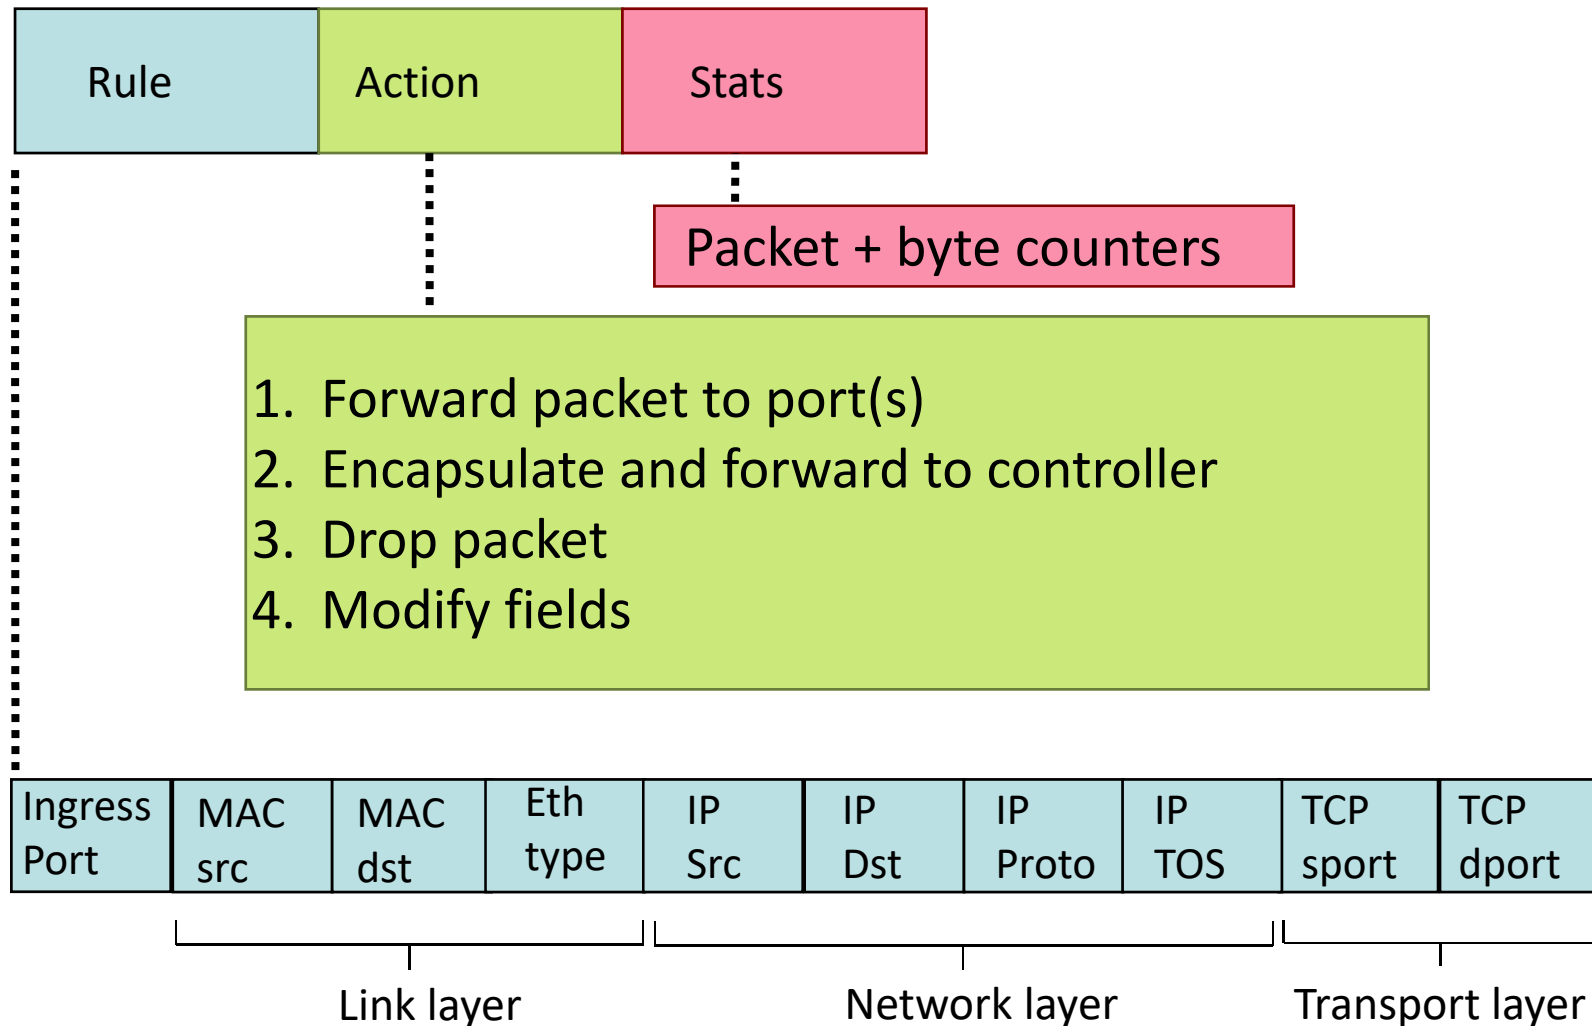 Rule Action Stats
Packet + byte counters
1. Forward packet to port(s)
2. Encapsulate and forward to controller
3. Drop packet
4. Modify fields
Ingress Port
MAC src
MAC dst
Eth type
IP Src
IP Dst
IP Proto
IP TOS
TCP sport
TCP dport
Link layer
Network layer
Transport layer